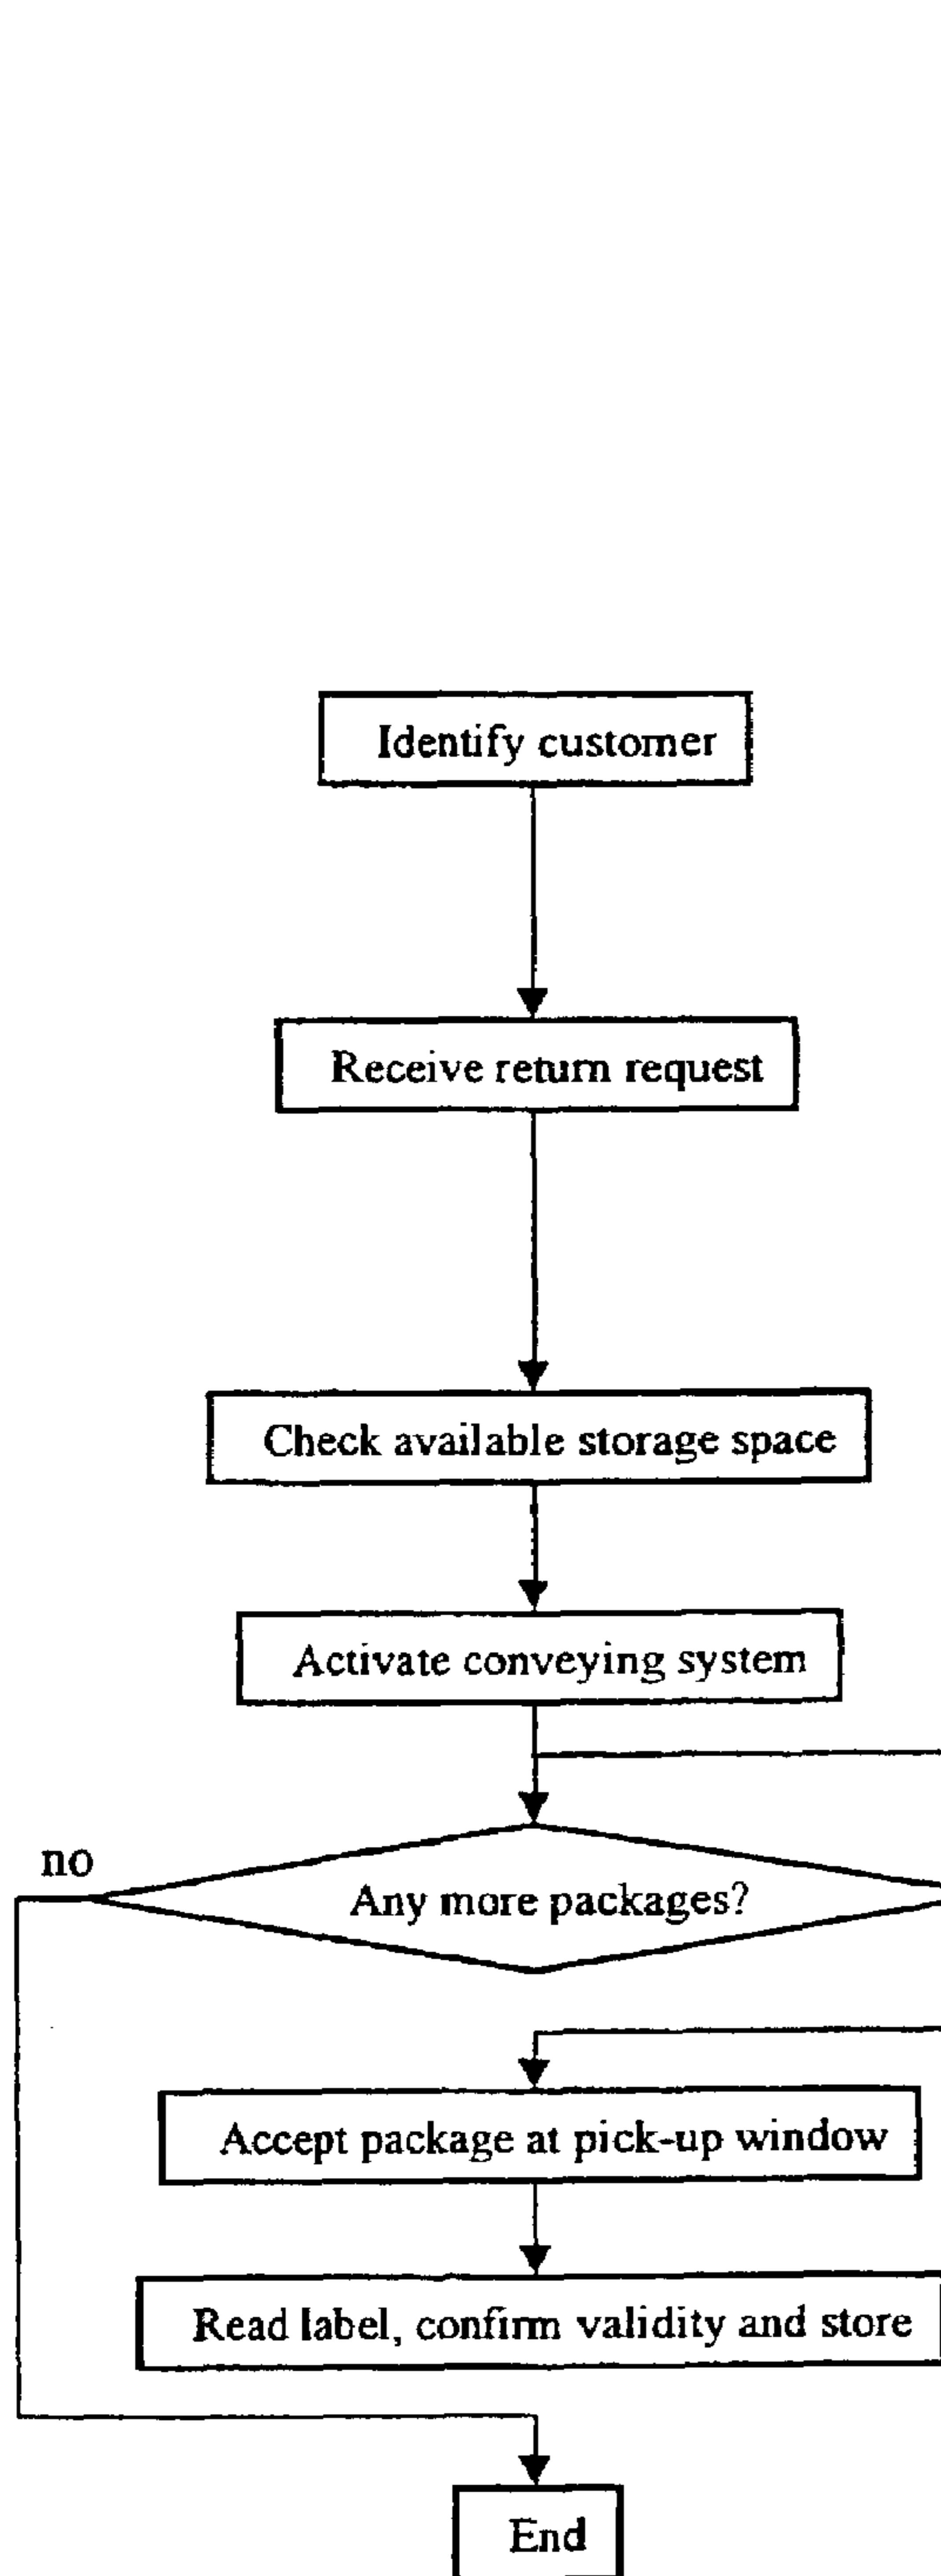 Identify customer
Receive return request
Check available storage space
Activate conveying system
no
Any more packages?
Accept package at pick-up window
Read label, confirm validity and store
End